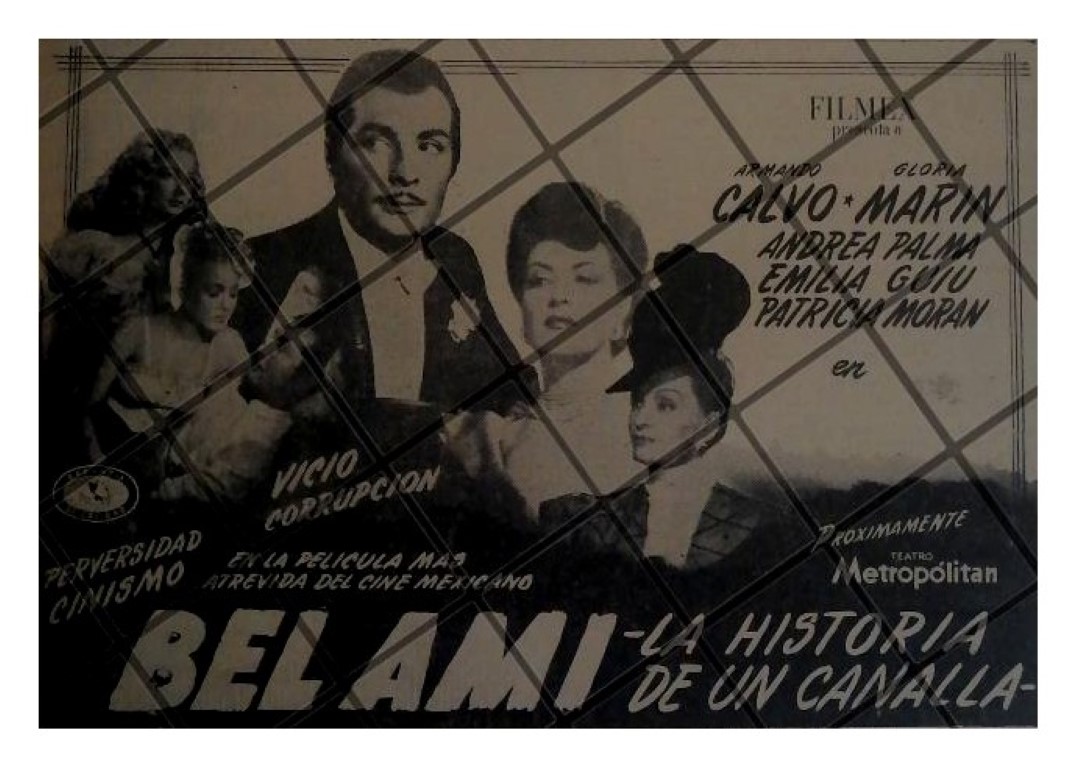 FILMEX
presenta a
ARMANDO GLORIA
CALVO * MARIN
ANDREA PALMA
EMILIA GUIU
PATRICIA MORAN
en
VICIO
CORRUPCION
PERVERSIDAD
CINISMO
EN LA PELICULA MAS
ATREVIDA DEL CINE MEXICANO
PROXIMAMENTE
TEATRO
Metropólitan
BEL AMI
-LA HISTORIA
DE UN CANALLA-